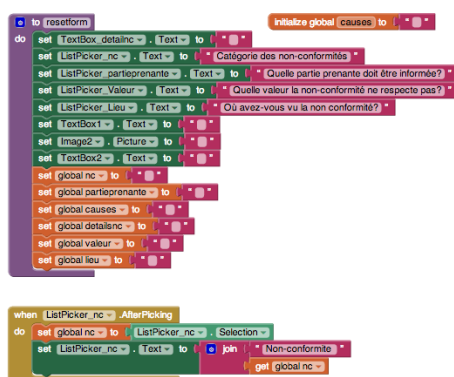 to resetform
initialize global causes to " "
do set TextBox_detailnc . Text to " "
set ListPicker_nc . Text to " Catégorie des non-conformités "
set ListPicker_partieprenante . Text to " Quelle partie prenante doit être informée? "
set ListPicker_Valeur . Text to " Quelle valeur la non-conformité ne respecte pas? "
set ListPicker_Lieu . Text to " Où avez-vous vu la non conformité? "
set TextBox1 . Text to " "
set Image2 . Picture to " "
set TextBox2 . Text to " "
set global nc to " "
set global partieprenante to " "
set global causes to " "
set global detailsnc to " "
set global valeur to " "
set global lieu to " "
when ListPicker_nc .AfterPicking
do set global nc to ListPicker_nc . Selection
set ListPicker_nc . Text to join " Non-conformite "
get global nc